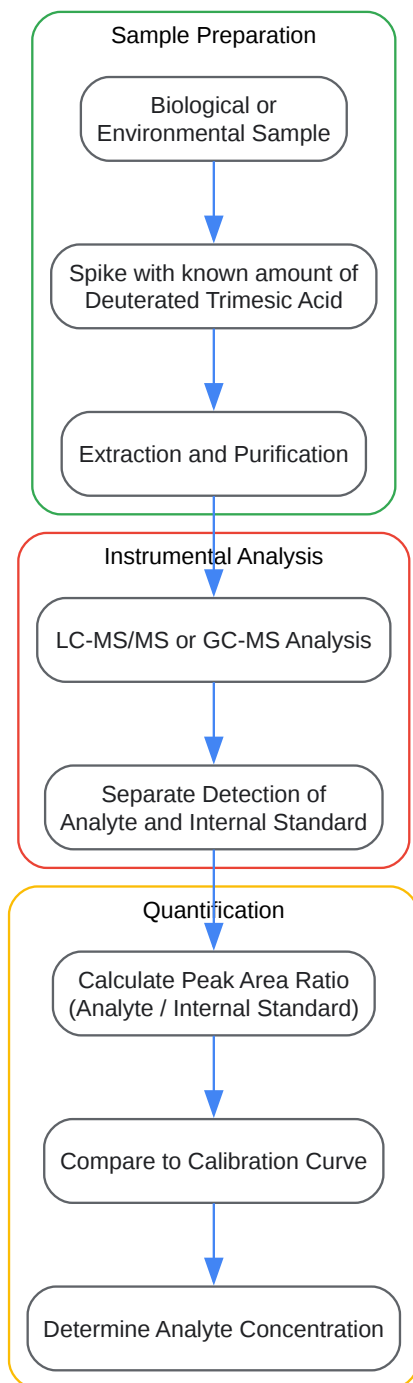 Sample Preparation
Biological or
Environmental Sample
Spike with known amount of
Deuterated Trimesic Acid
Extraction and Purification
Instrumental Analysis
LC-MS/MS or GC-MS Analysis
Separate Detection of
Analyte and Internal Standard
Quantification
Calculate Peak Area Ratio
(Analyte / Internal Standard)
Compare to Calibration Curve
Determine Analyte Concentration